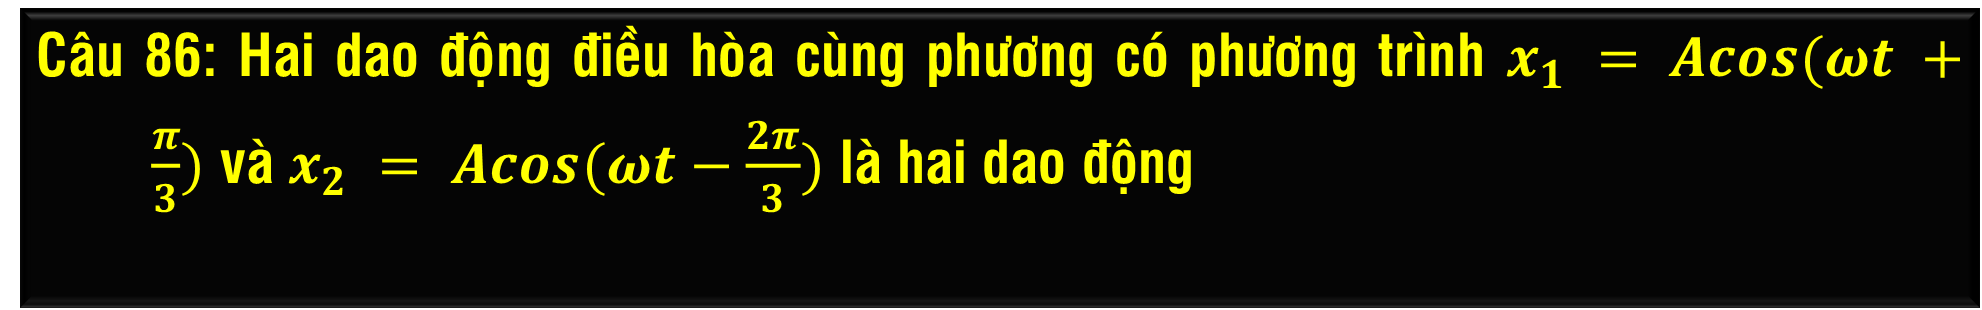 Câu 86: Hai dao động điều hòa cùng phương có phương trình x₁ = Acos(ωt +
π/3) và x₂ = Acos(ωt − 2π/3) là hai dao động